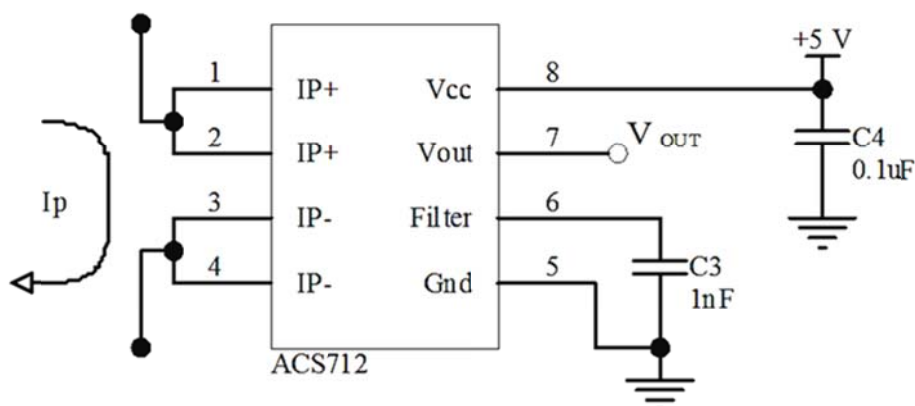 +5 V
1 IP+ Vcc 8
2 IP+ Vout 7 V OUT
C4
0.1uF
Ip
3 IP- Filter 6
4 IP- Gnd 5
C3
1nF
ACS712